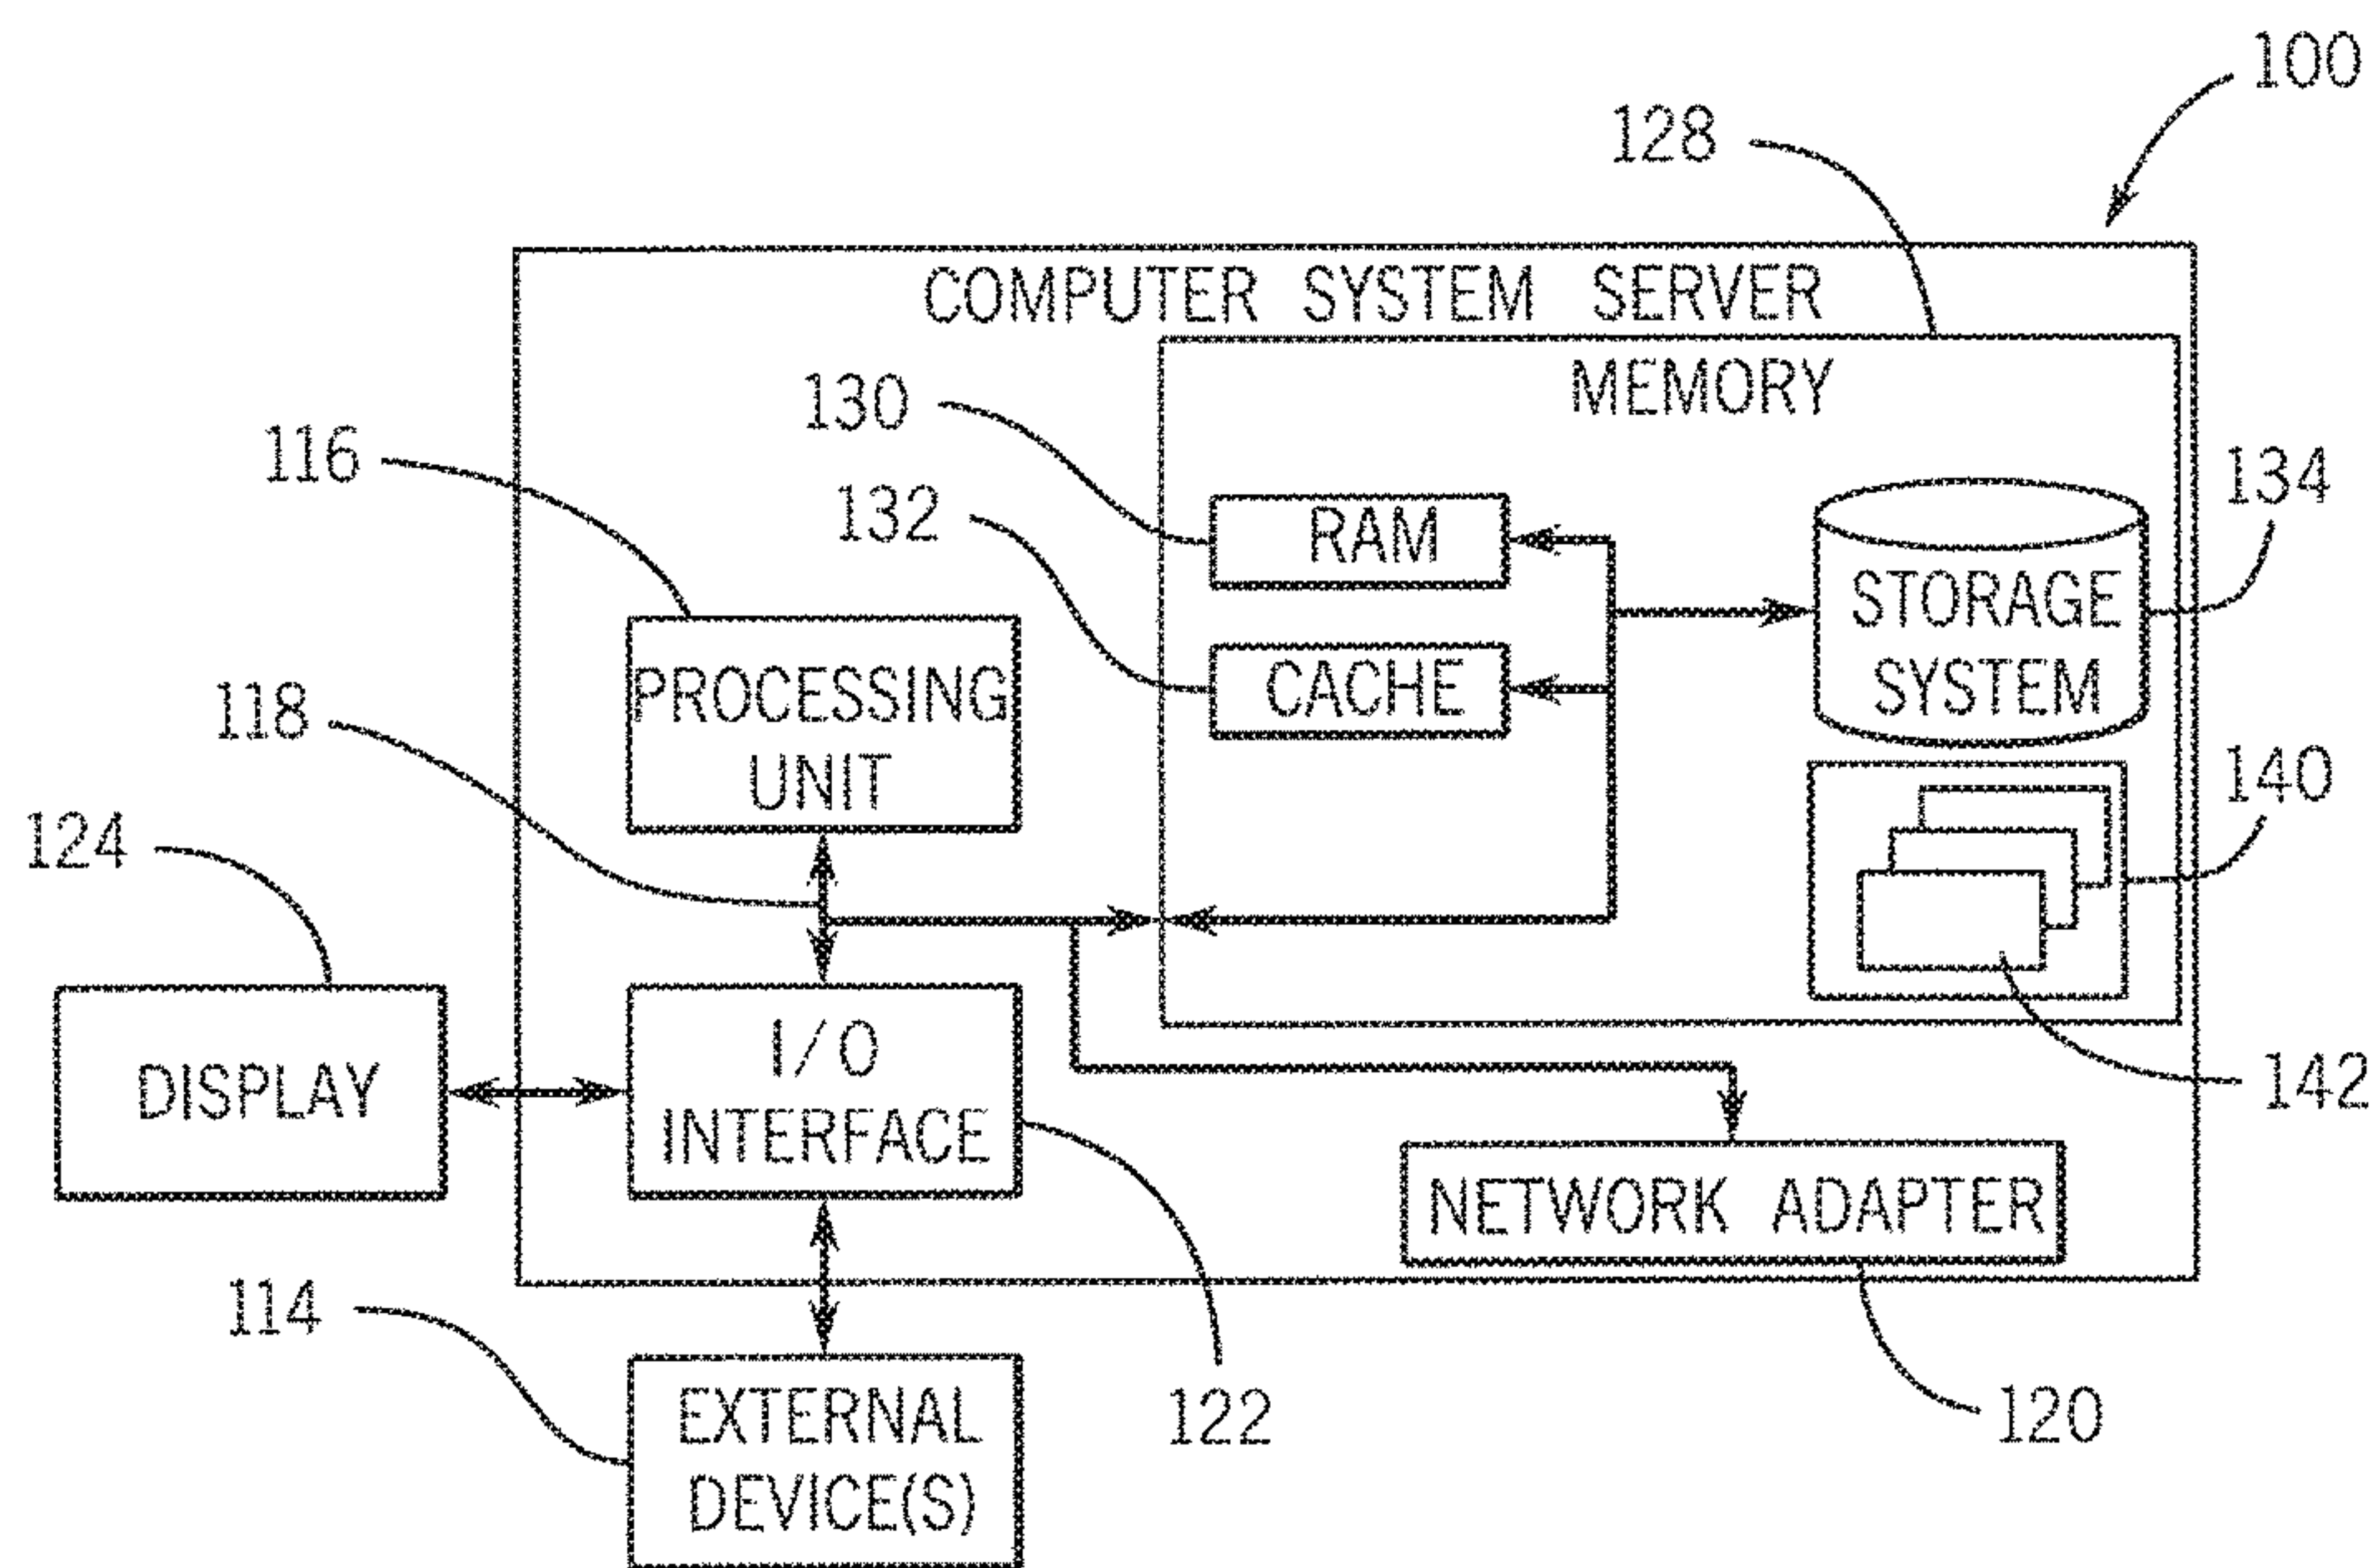 100
128
COMPUTER SYSTEM SERVER
MEMORY
130
116
134
132
RAM
STORAGE
SYSTEM
CACHE
PROCESSING
UNIT
118
140
124
I/O
INTERFACE
DISPLAY
142
NETWORK ADAPTER
114
122
120
EXTERNAL
DEVICE(S)